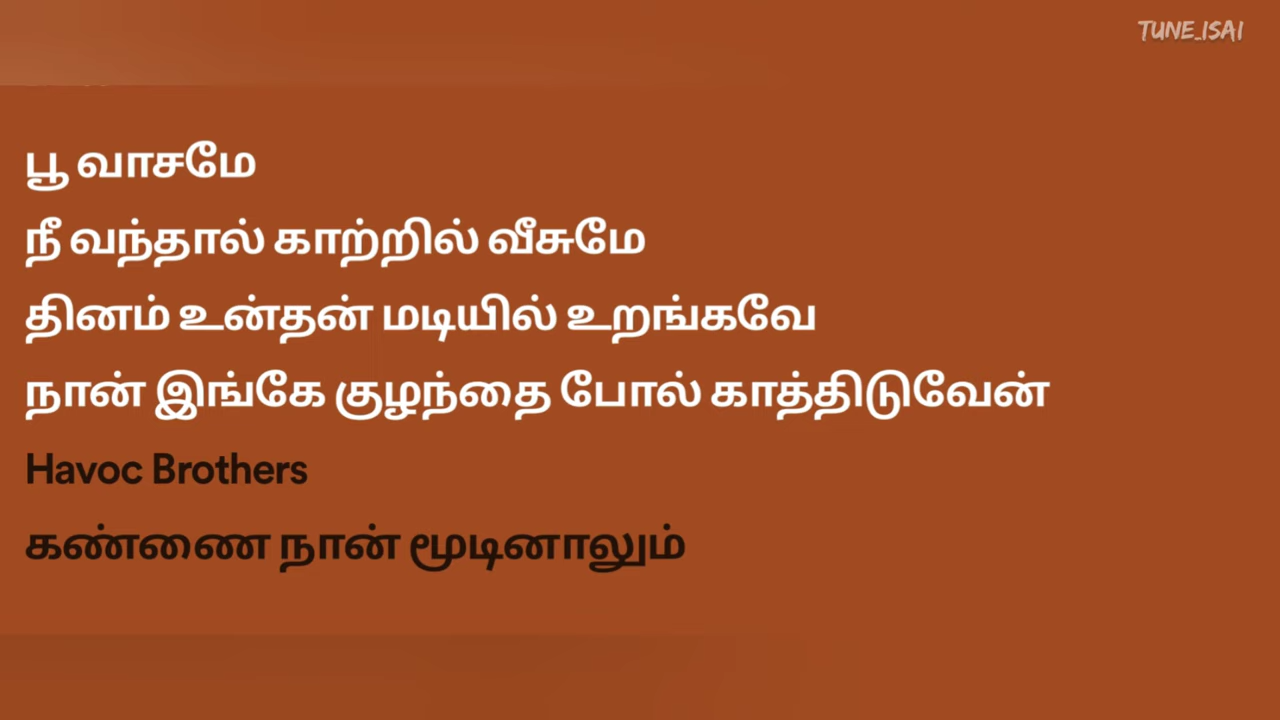 TUNE_ISAI
பூ வாசமே
நீ வந்தால் காற்றில் வீசுமே
தினம் உன்தன் மடியில் உறங்கவே
நான் இங்கே குழந்தை போல் காத்திடுவேன்
Havoc Brothers
கண்ணை நான் மூடினாலும்